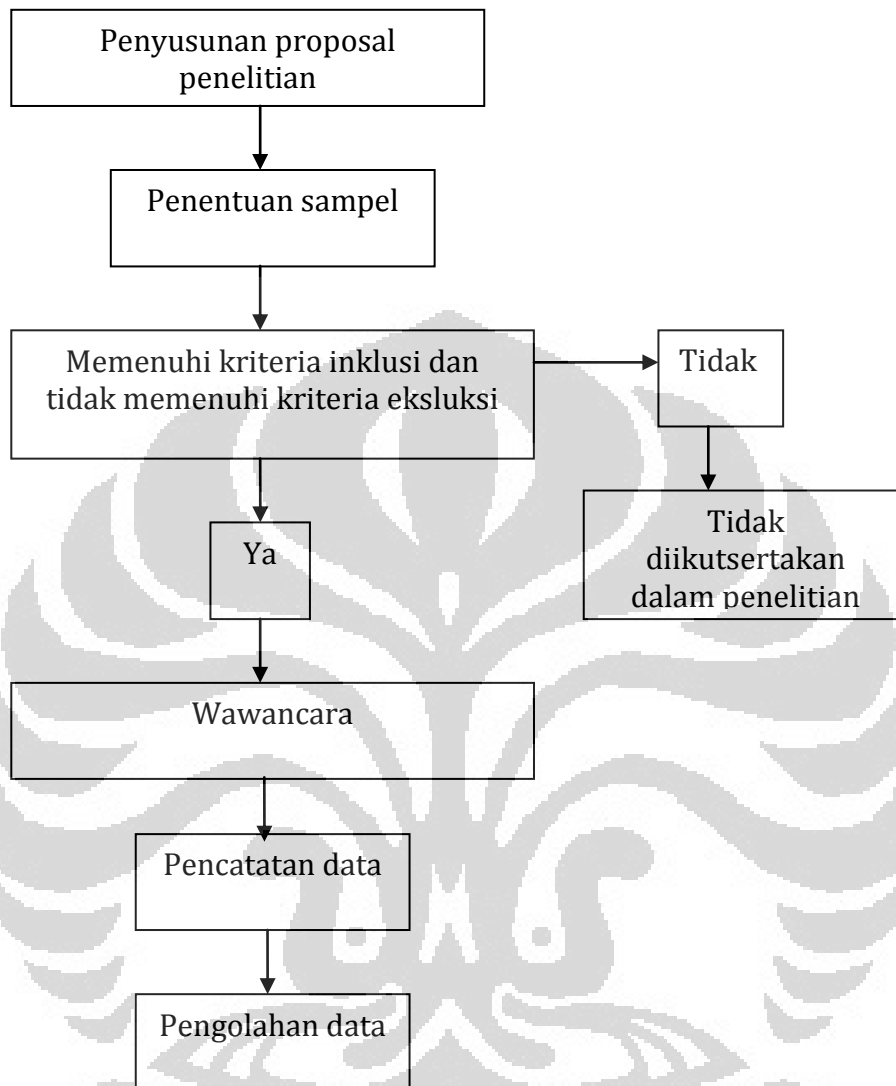 Penyusunan proposal
penelitian
Penentuan sampel
Memenuhi kriteria inklusi dan
tidak memenuhi kriteria eksluksi
Tidak
Ya
Tidak
diikutsertakan
dalam penelitian
Wawancara
Pencatatan data
Pengolahan data